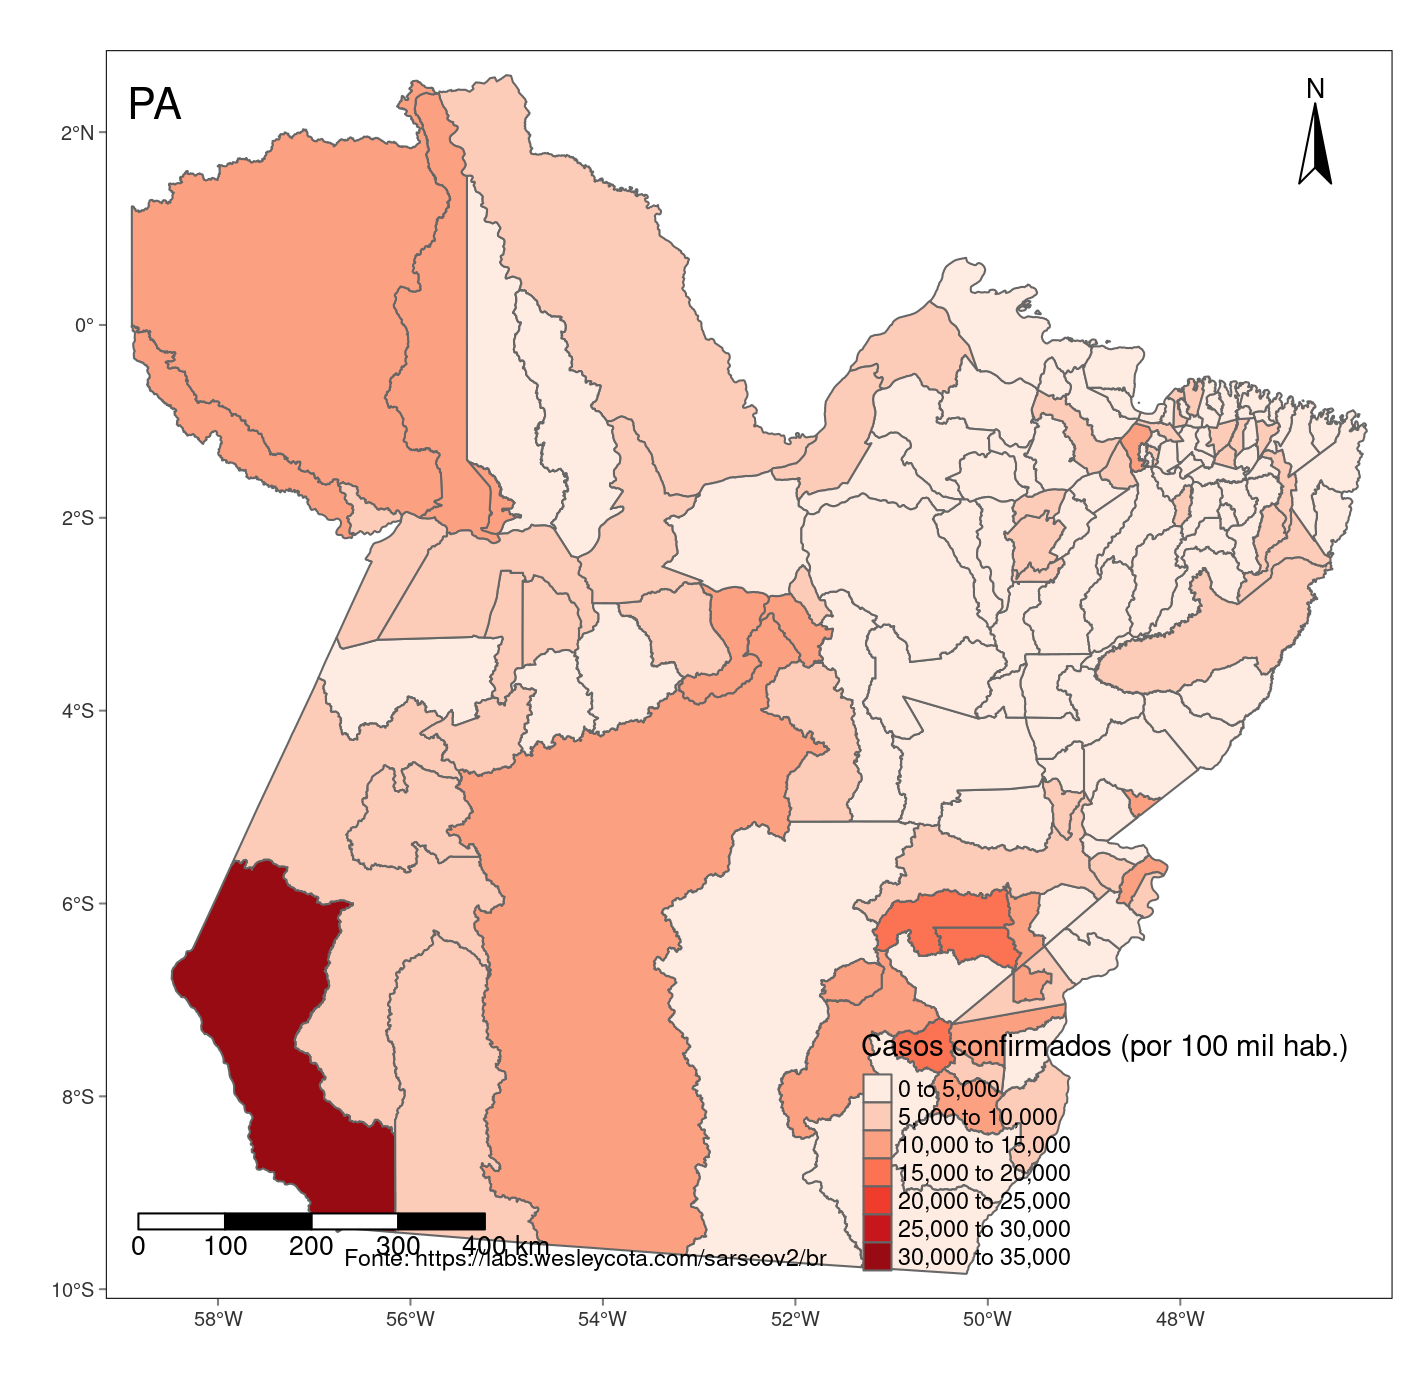 PA
N
2°N
0°
2°S
4°S
6°S
8°S
10°S
Casos confirmados (por 100 mil hab.)
0 to 5,000
5,000 to 10,000
10,000 to 15,000
15,000 to 20,000
20,000 to 25,000
25,000 to 30,000
30,000 to 35,000
0 100 200 300 400 km
Fonte: https://labs.wesleycota.com/sarscov2/br
58°W 56°W 54°W 52°W 50°W 48°W